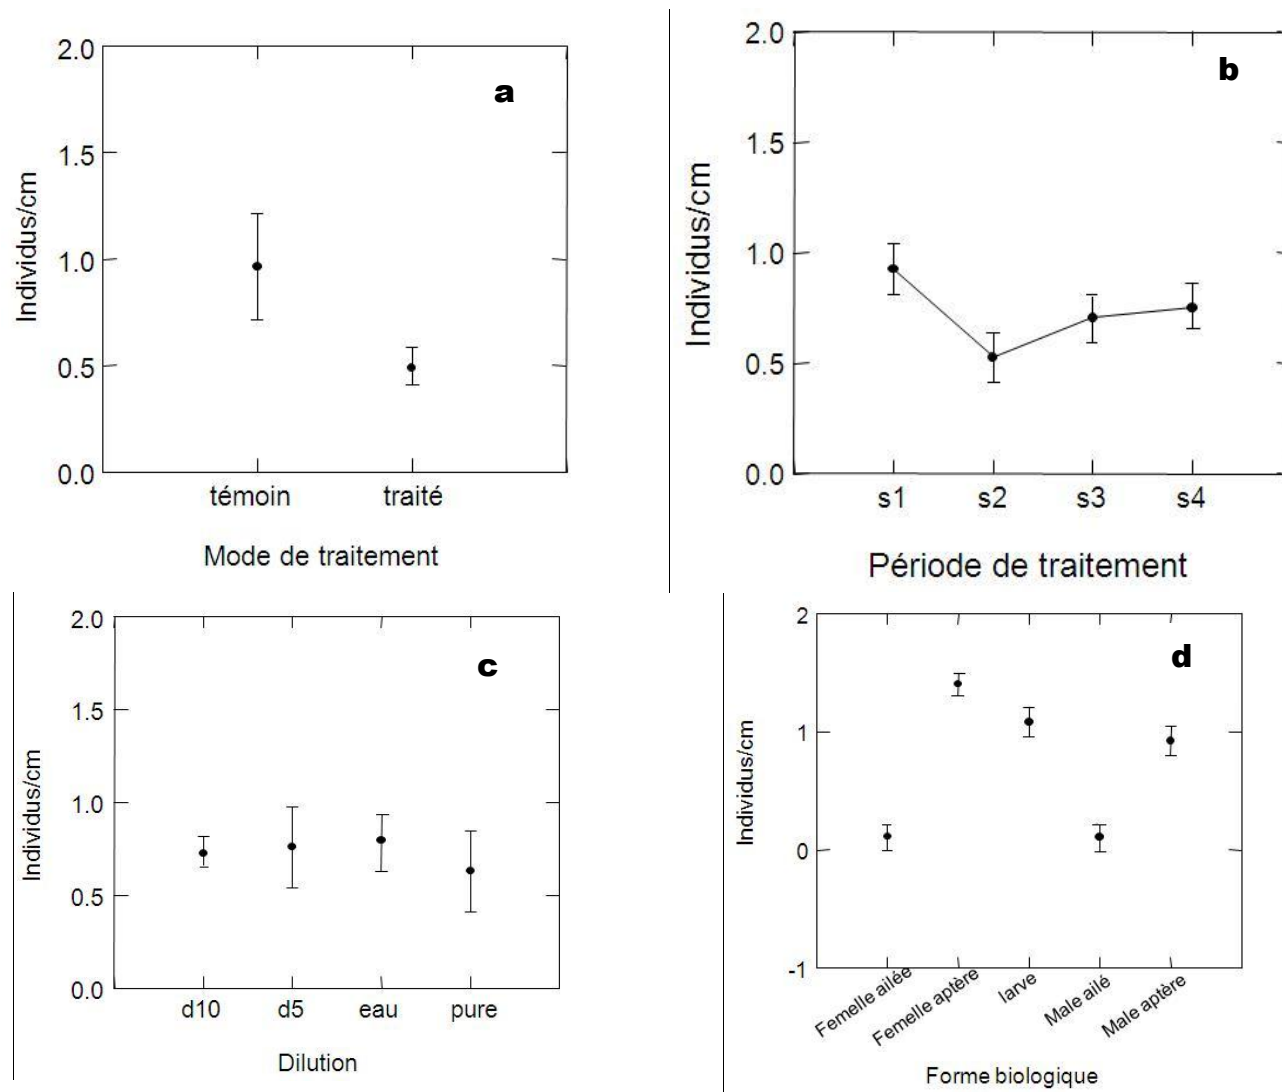 2.0
1.5
1.0
0.5
0.0
Individus/cm
a
témoin traité
Mode de traitement
2.0
1.5
1.0
0.5
0.0
Individus/cm
b
s1 s2 s3 s4
Période de traitement
2.0
1.5
1.0
0.5
0.0
Individus/cm
c
d10 d5 eau pure
Dilution
2
1
0
-1
Individus/cm
d
Femelle ailée
Femelle aptère
larve
Male ailé
Male aptère
Forme biologique